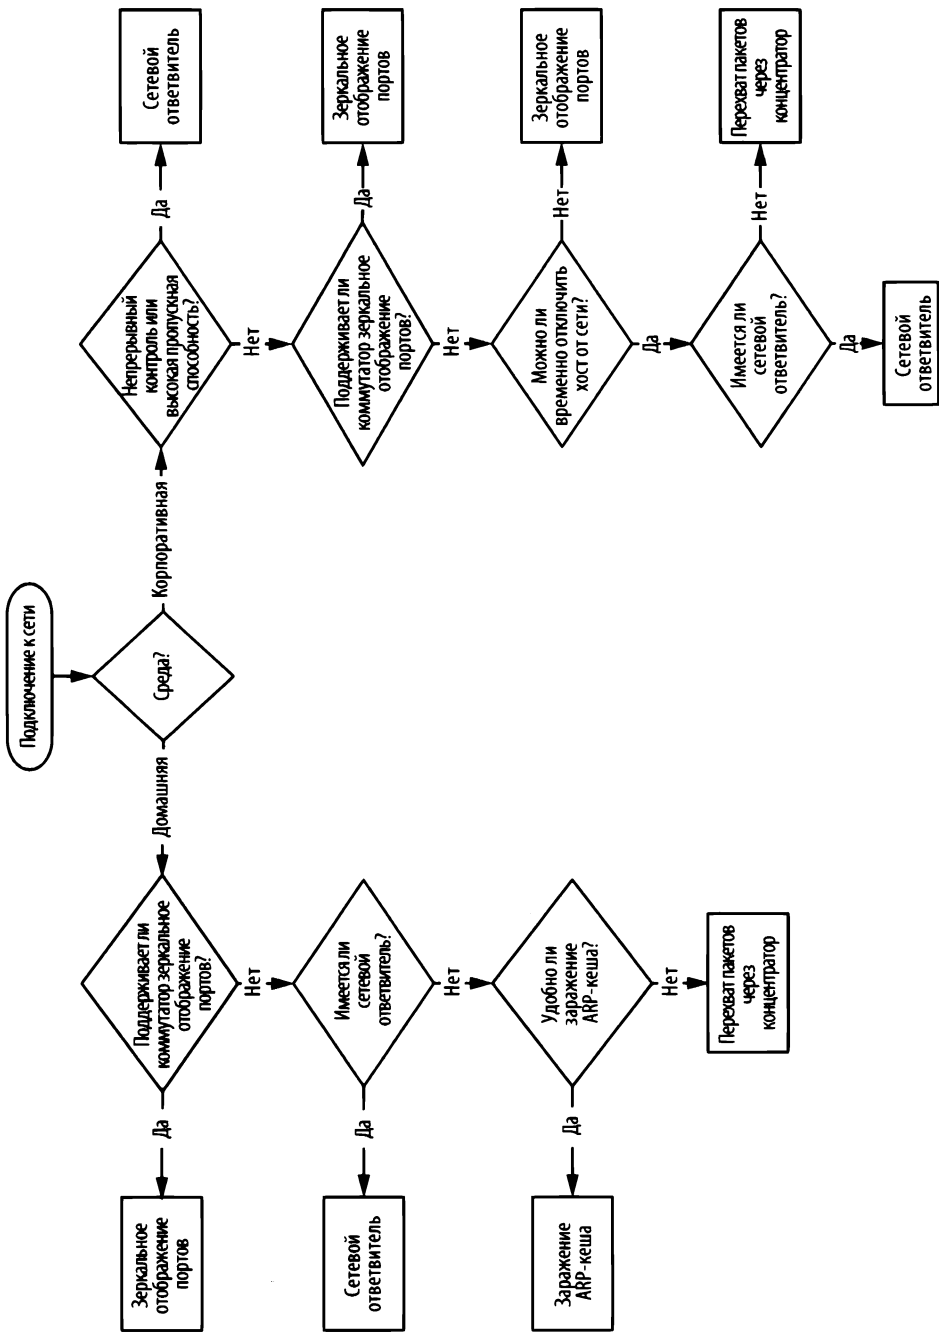 Подключение к сети
Среда?
Домашняя
Корпоративная
Поддерживает ли
коммутатор зеркальное
отображение
портов?
Да
Зеркальное
отображение
портов
Нет
Имеется ли
сетевой
ответвитель?
Да
Сетевой
ответвитель
Нет
Удобно ли
заражение
ARP-кеша?
Да
Заражение
ARP-кеша
Нет
Перехват пакетов
через
концентратор
Непрерывный
контроль или
высокая пропускная
способность?
Да
Сетевой
ответвитель
Нет
Поддерживает ли
коммутатор зеркальное
отображение
портов?
Да
Зеркальное
отображение
портов
Нет
Можно ли
временно отключить
хост от сети?
Нет
Зеркальное
отображение
портов
Да
Имеется ли
сетевой
ответвитель?
Нет
Перехват пакетов
через
концентратор
Да
Сетевой
ответвитель